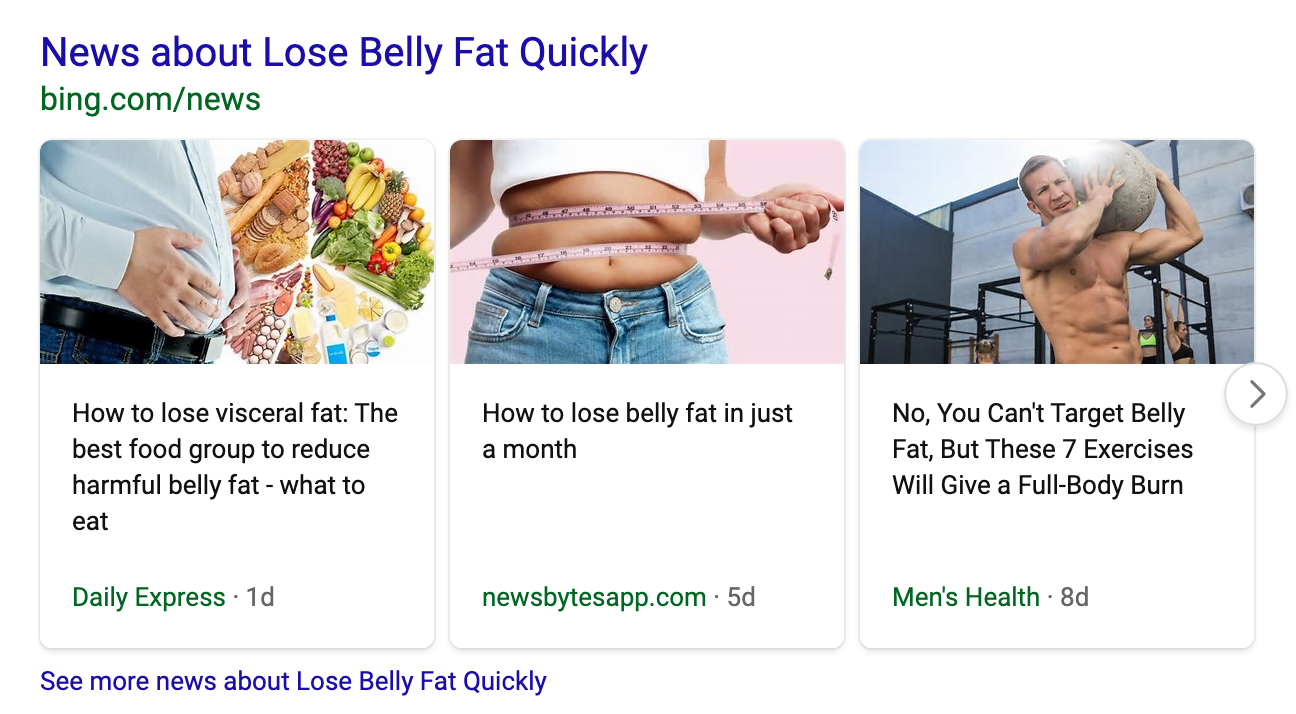 News about Lose Belly Fat Quickly
bing.com/news
How to lose visceral fat: The
best food group to reduce
harmful belly fat - what to
eat
Daily Express · 1d
How to lose belly fat in just
a month
newsbytesapp.com · 5d
No, You Can't Target Belly
Fat, But These 7 Exercises
Will Give a Full-Body Burn
Men's Health · 8d
See more news about Lose Belly Fat Quickly